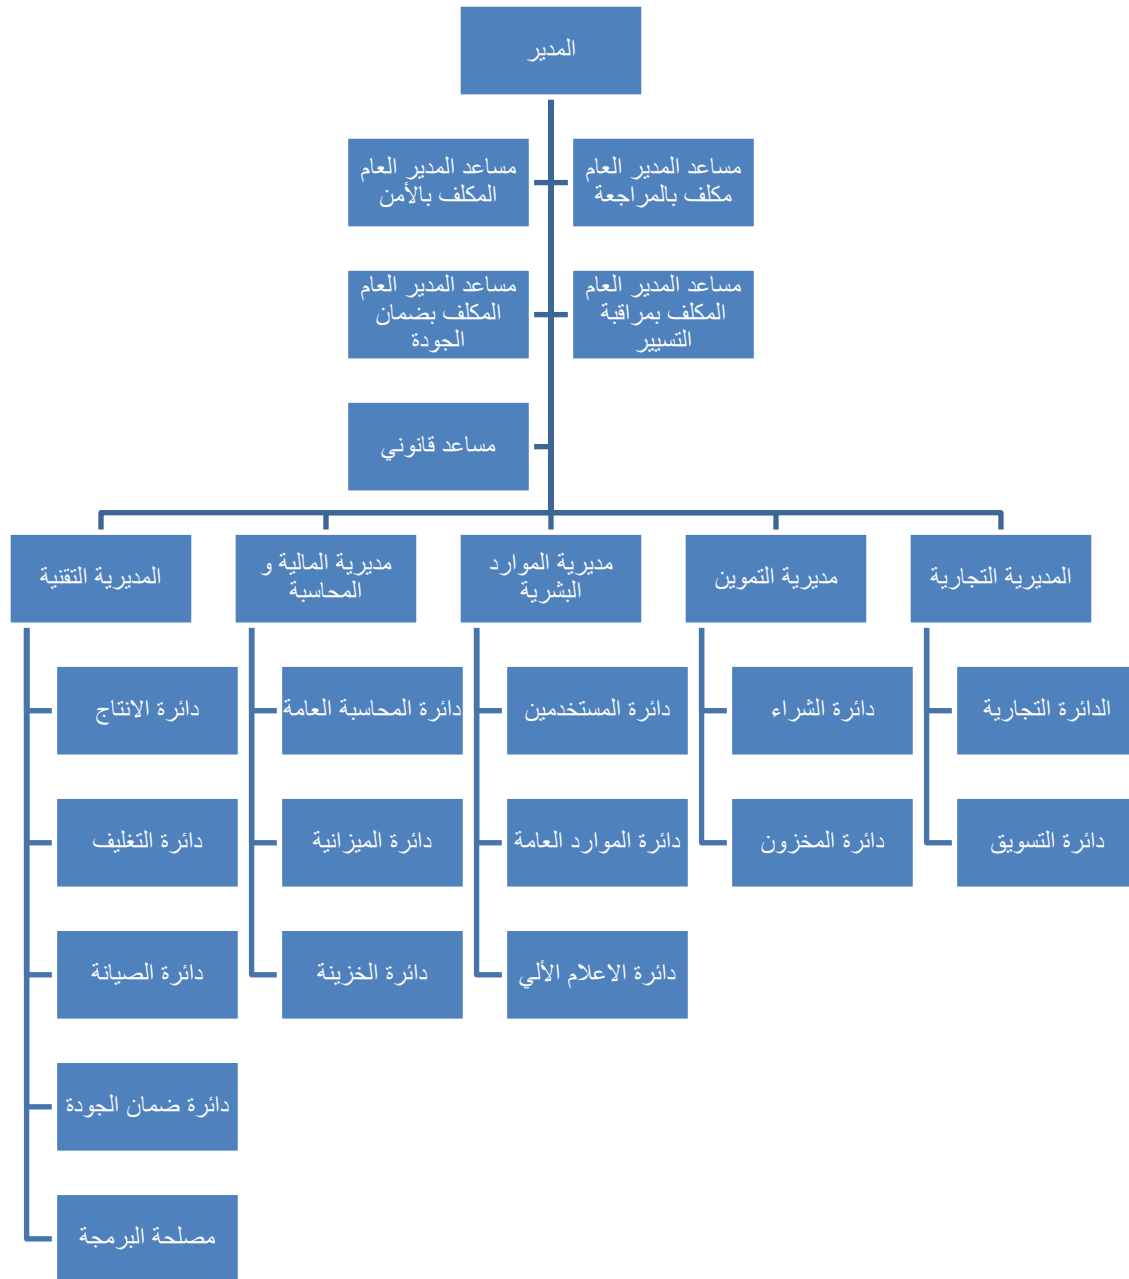 المدير
مساعد المدير العام
مكلف بالمراجعة
مساعد المدير العام
المكلف بالأمن
مساعد المدير العام
المكلف بمراقبة
التسيير
مساعد المدير العام
المكلف بضمان
الجودة
مساعد قانوني
المديرية التجارية
مديرية التموين
مديرية الموارد
البشرية
مديرية المالية و
المحاسبة
المديرية التقنية
الدائرة التجارية
دائرة الشراء
دائرة المستخدمين
دائرة المحاسبة العامة
دائرة الانتاج
دائرة التسويق
دائرة المخزون
دائرة الموارد العامة
دائرة الميزانية
دائرة التغليف
دائرة الاعلام الألي
دائرة الخزينة
دائرة الصيانة
دائرة ضمان الجودة
مصلحة البرمجة